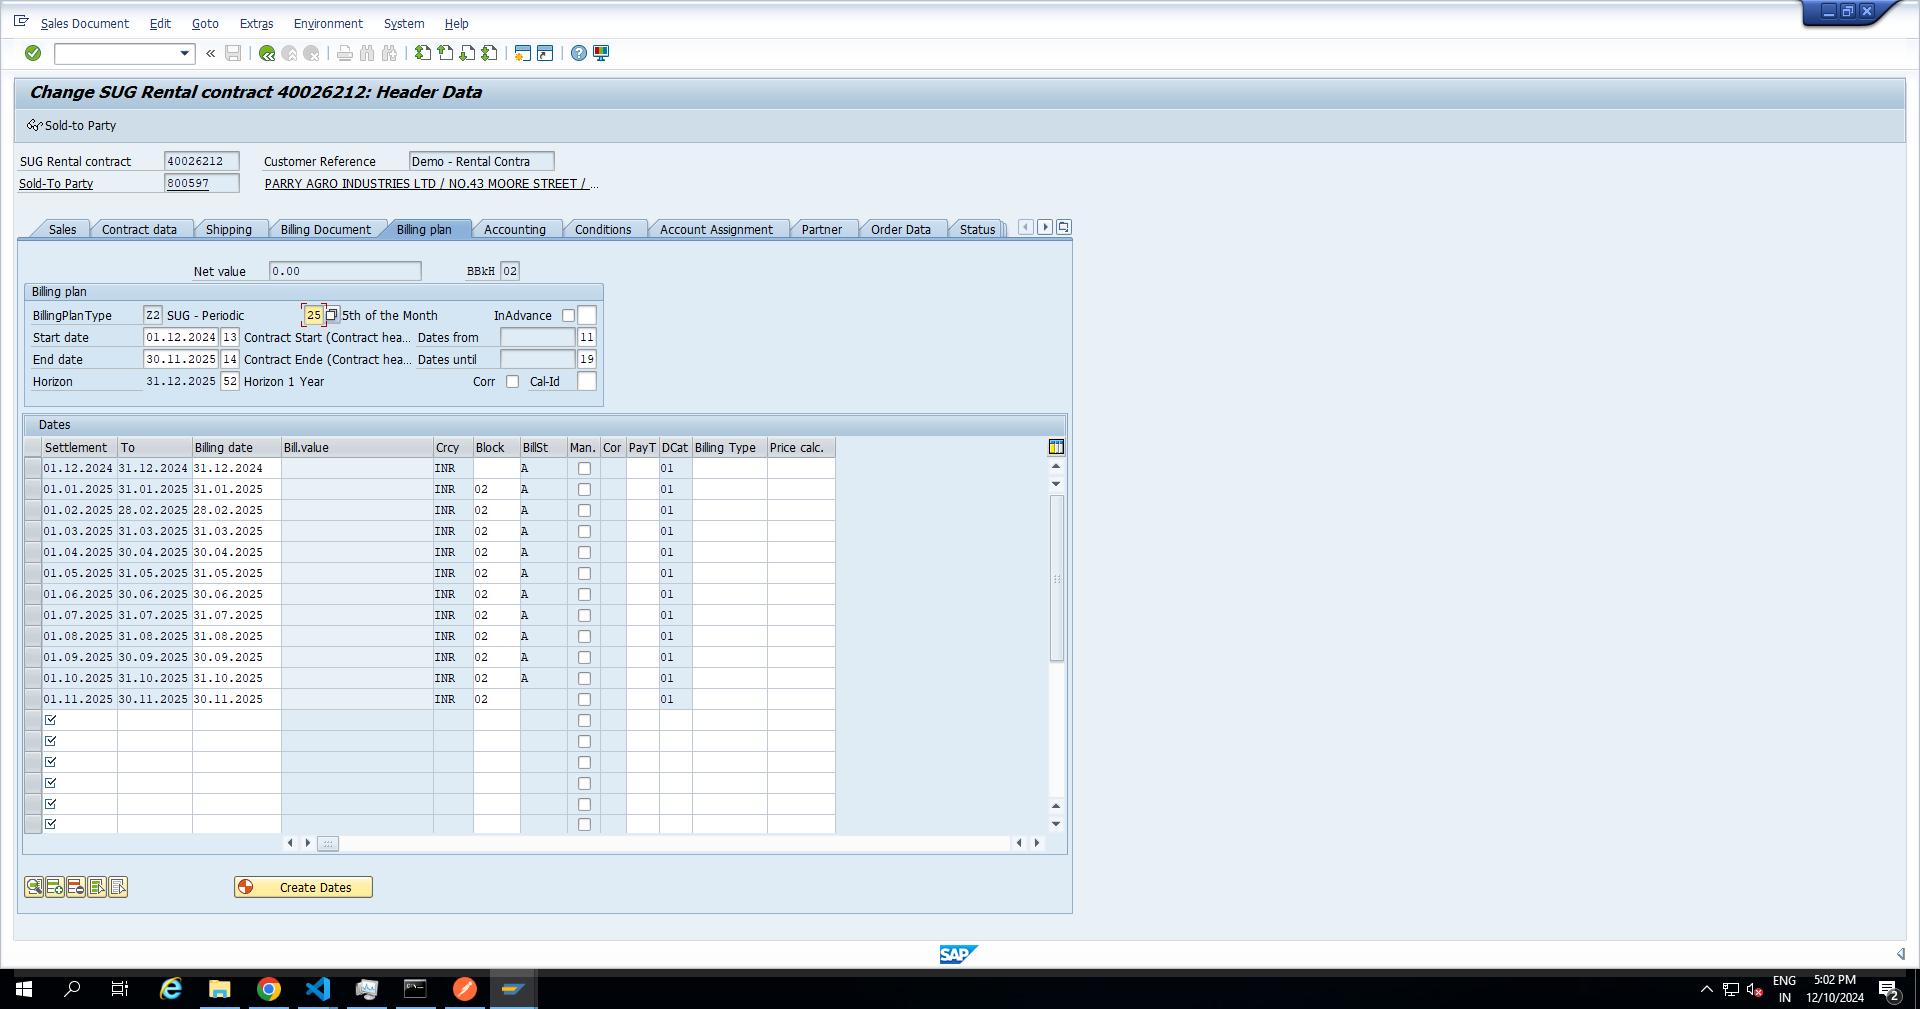 Sales Document Edit Goto Extras Environment System Help
Change SUG Rental contract 40026212: Header Data
Sold-to Party
SUG Rental contract 40026212 Customer Reference Demo - Rental Contra
Sold-To Party 800597 PARRY AGRO INDUSTRIES LTD / NO.43 MOORE STREET / ...
Sales Contract data Shipping Billing Document Billing plan Accounting Conditions Account Assignment Partner Order Data Status
Net value 0.00 BBkH 02
Billing plan
BillingPlanType Z2 SUG - Periodic 25 5th of the Month InAdvance
Start date 01.12.2024 13 Contract Start (Contract hea... Dates from 11
End date 30.11.2025 14 Contract Ende (Contract hea... Dates until 19
Horizon 31.12.2025 52 Horizon 1 Year Corr Cal-Id
Dates
Settlement To Billing date Bill.value Crcy Block BillSt Man. Cor PayT DCat Billing Type Price calc.
01.12.2024 31.12.2024 31.12.2024 INR A 01
01.01.2025 31.01.2025 31.01.2025 INR 02 A 01
01.02.2025 28.02.2025 28.02.2025 INR 02 A 01
01.03.2025 31.03.2025 31.03.2025 INR 02 A 01
01.04.2025 30.04.2025 30.04.2025 INR 02 A 01
01.05.2025 31.05.2025 31.05.2025 INR 02 A 01
01.06.2025 30.06.2025 30.06.2025 INR 02 A 01
01.07.2025 31.07.2025 31.07.2025 INR 02 A 01
01.08.2025 31.08.2025 31.08.2025 INR 02 A 01
01.09.2025 30.09.2025 30.09.2025 INR 02 A 01
01.10.2025 31.10.2025 31.10.2025 INR 02 A 01
01.11.2025 30.11.2025 30.11.2025 INR 02 01
Create Dates
SAP
ENG 5:02 PM
IN 12/10/2024 2